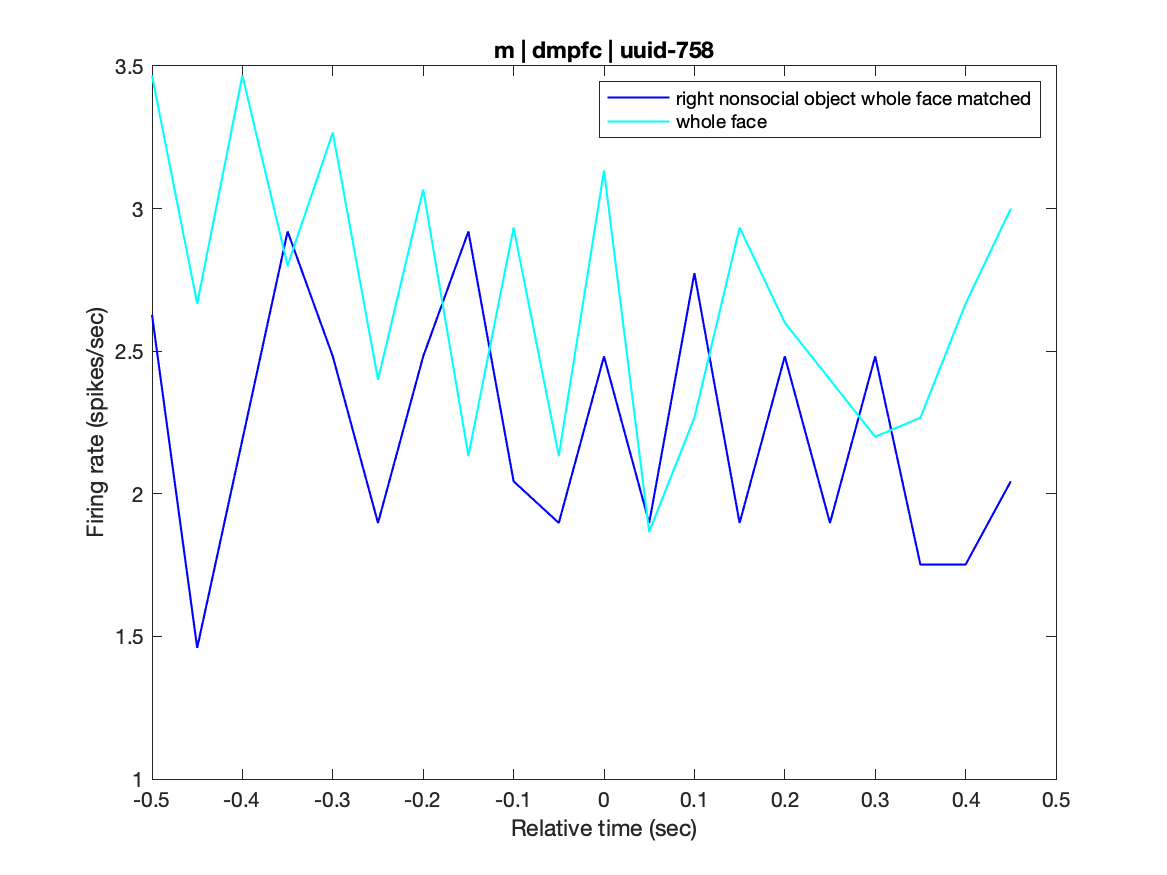 m | dmpfc | uuid-758
right nonsocial object whole face matched
whole face
Firing rate (spikes/sec)
3.5
3
2.5
2
1.5
1
-0.5 -0.4 -0.3 -0.2 -0.1 0 0.1 0.2 0.3 0.4 0.5
Relative time (sec)